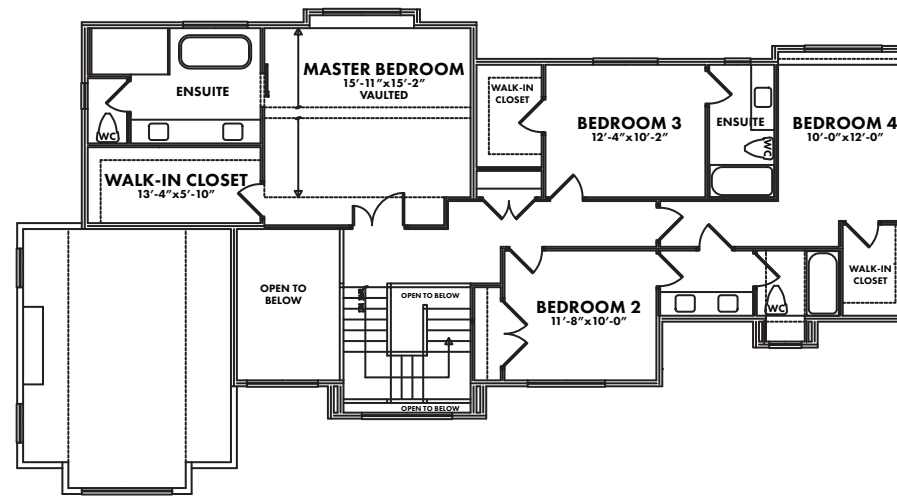 MASTER BEDROOM
15'-11"x15'-2"
VAULTED
ENSUITE
WC
WALK-IN CLOSET
13'-4"x5'-10"
WALK-IN
CLOSET
BEDROOM 3
12'-4"x10'-2"
ENSUITE
WC
BEDROOM 4
10'-0"x12'-0"
WALK-IN
CLOSET
OPEN TO
BELOW
OPEN TO BELOW
BEDROOM 2
11'-8"x10'-0"
WC
OPEN TO BELOW